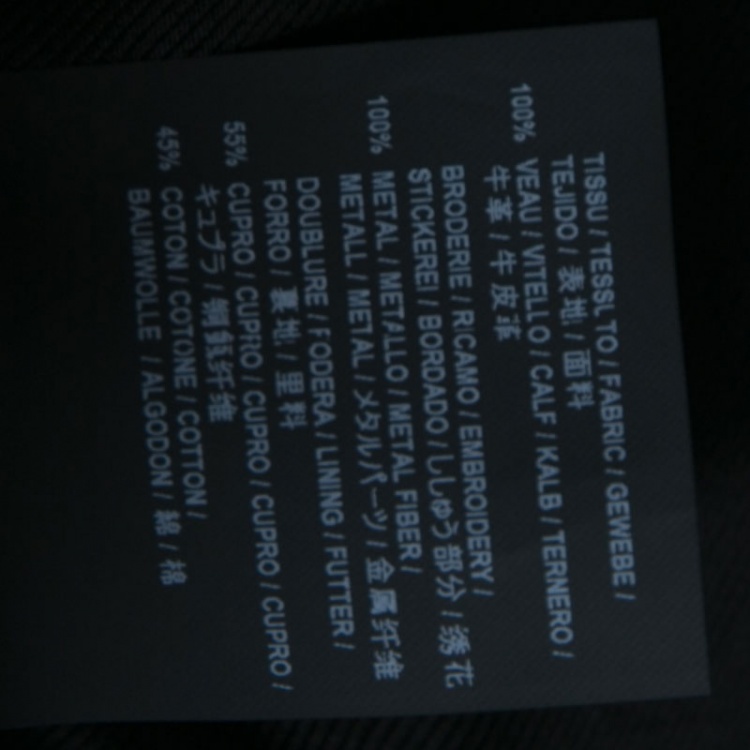 TISSU / TESSUTO / FABRIC / GEWEBE /
TEJIDO / 表地 / 面料
100% VEAU / VITELLO / CALF / KALB / TERNERO /
牛革 / 牛皮革
BRODERIE / RICAMO / EMBROIDERY /
STICKEREI / BORDADO / ししゅう部分 / 绣花
100% METAL / METALLO / METAL FIBER /
METALL / METAL / メタルパーツ / 金属纤维
DOUBLURE / FODERA / LINING / FUTTER /
FORRO / 裏地 / 里料
55% CUPRO / CUPRO / CUPRO / CUPRO / CUPRO /
キュプラ / 铜氨纤维
45% COTON / COTONE / COTTON /
BAUMWOLLE / ALGODON / 綿 / 棉